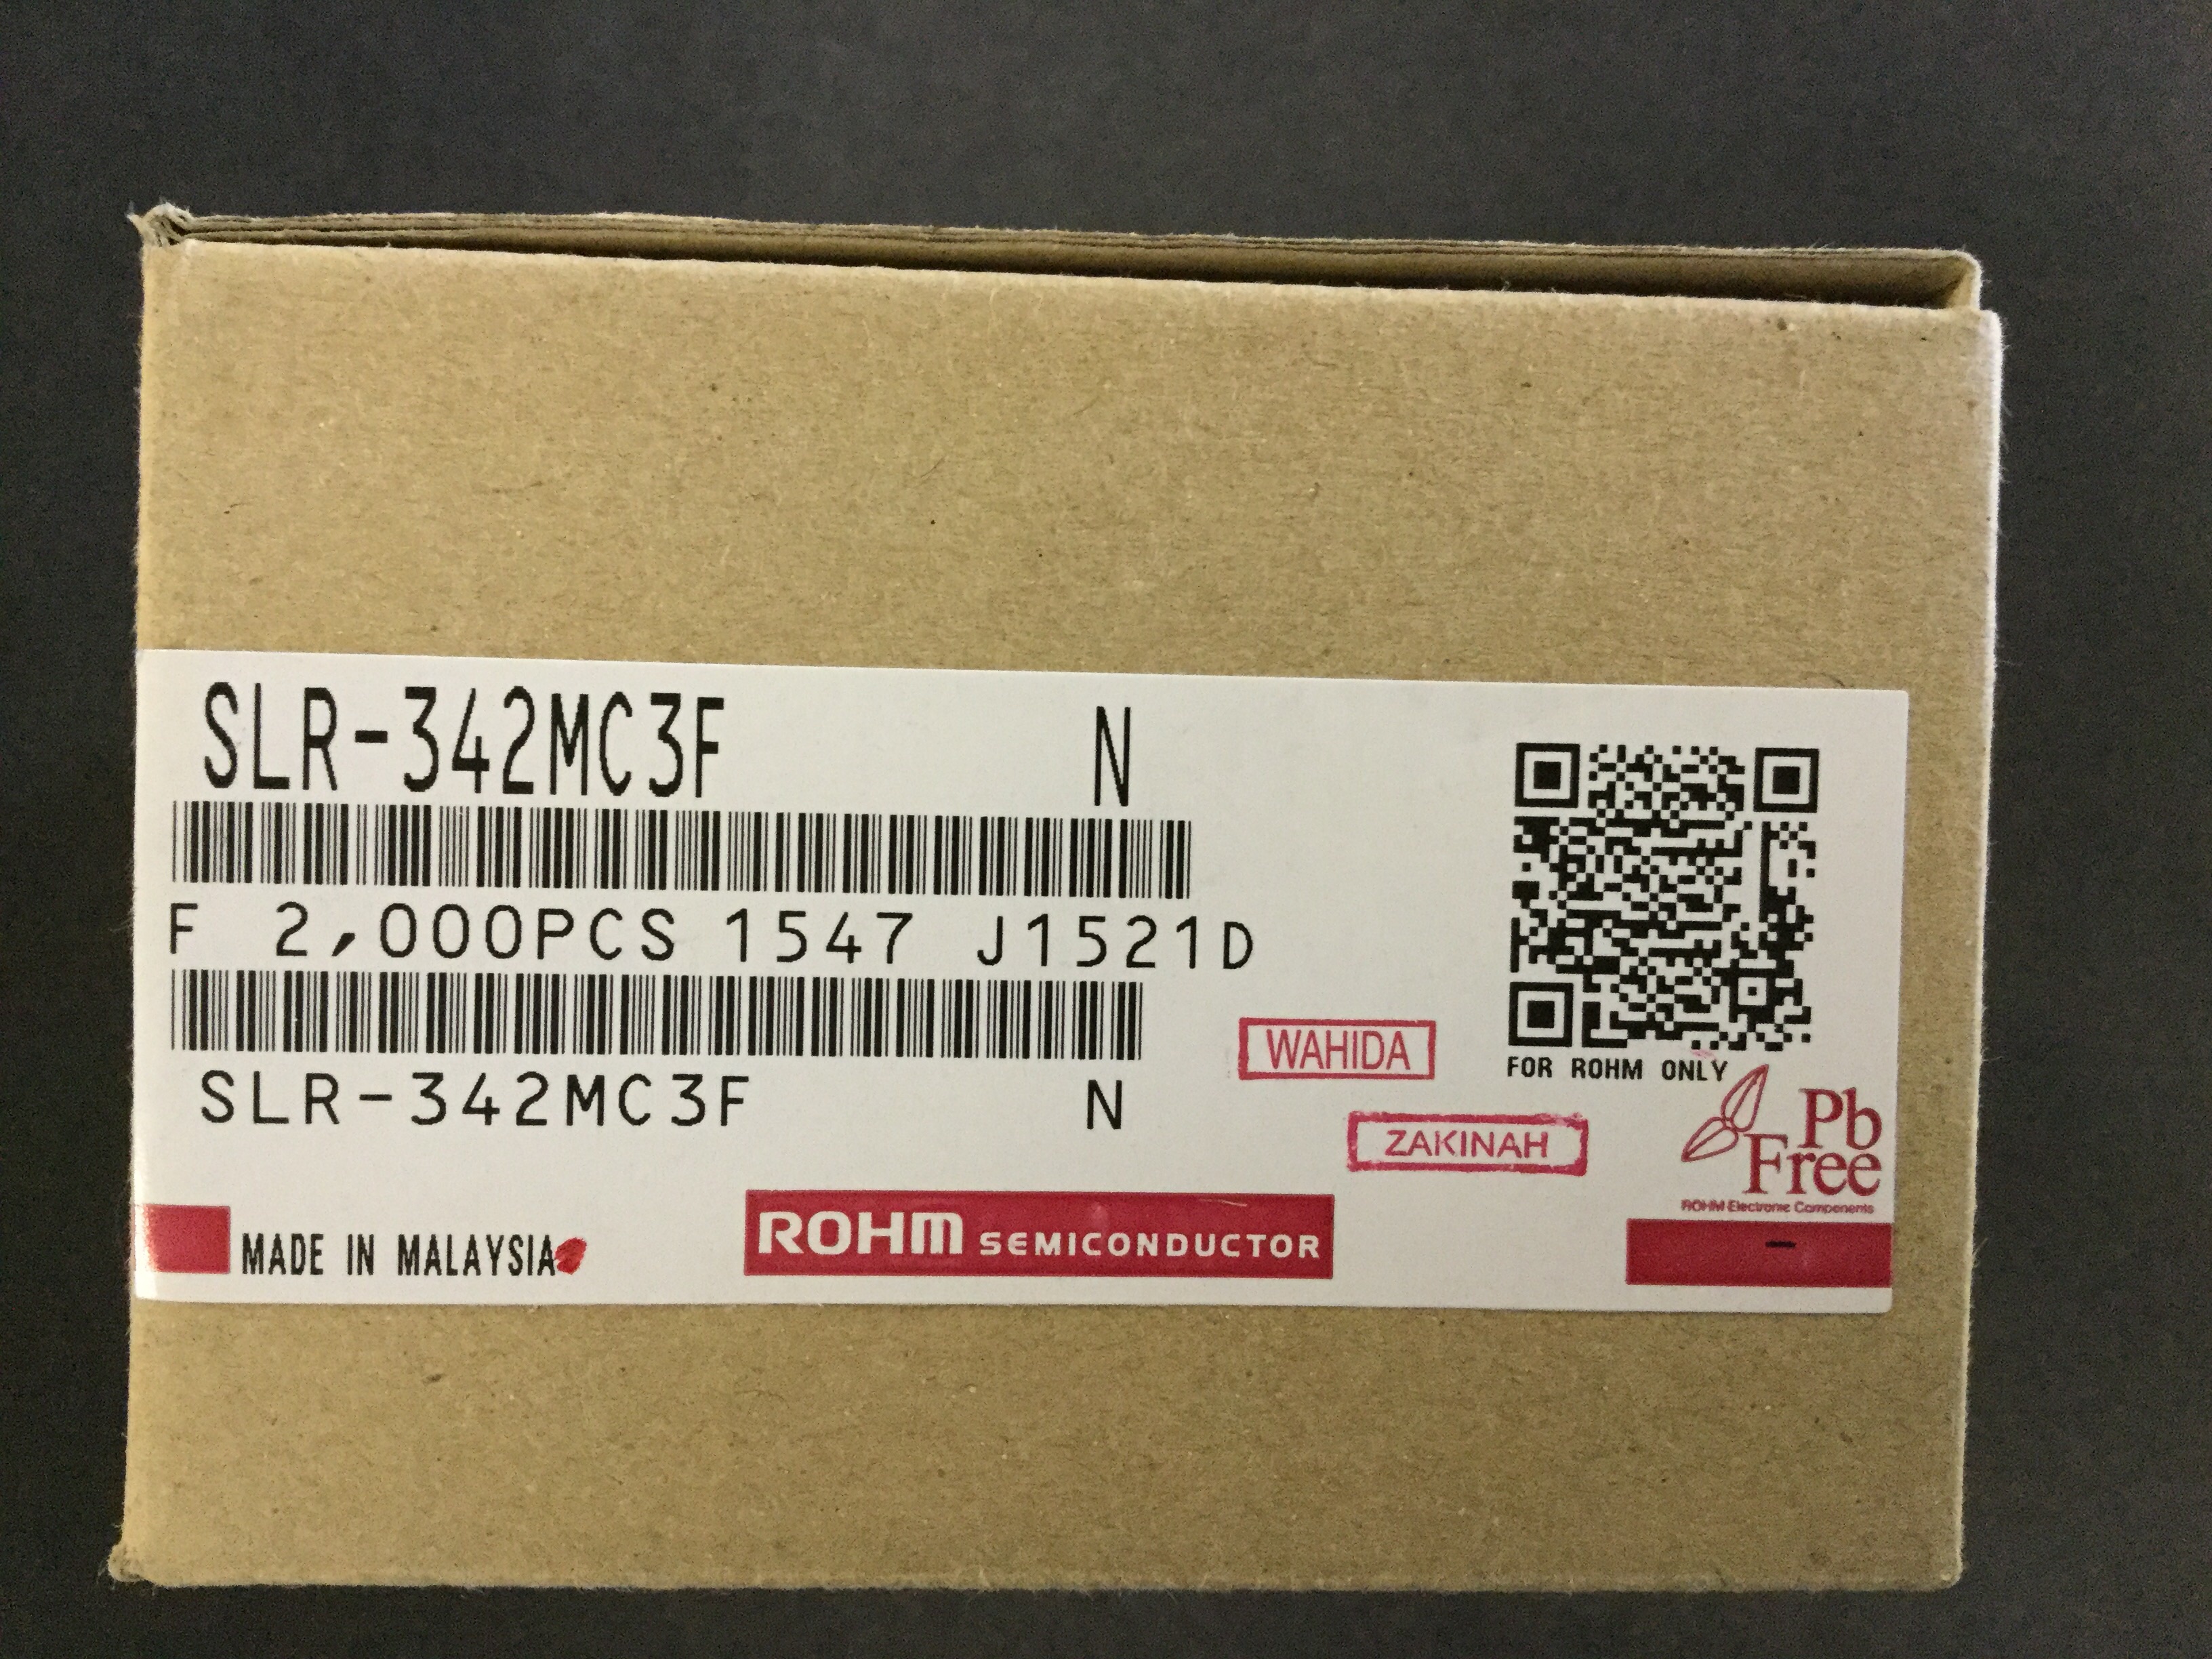 SLR-342MC3F N
F 2,000PCS 1547 J1521D
SLR-342MC3F N
WAHIDA
FOR ROHM ONLY
ZAKINAH
Pb
Free
ROHM Electronic Components
MADE IN MALAYSIA
ROHM SEMICONDUCTOR
-